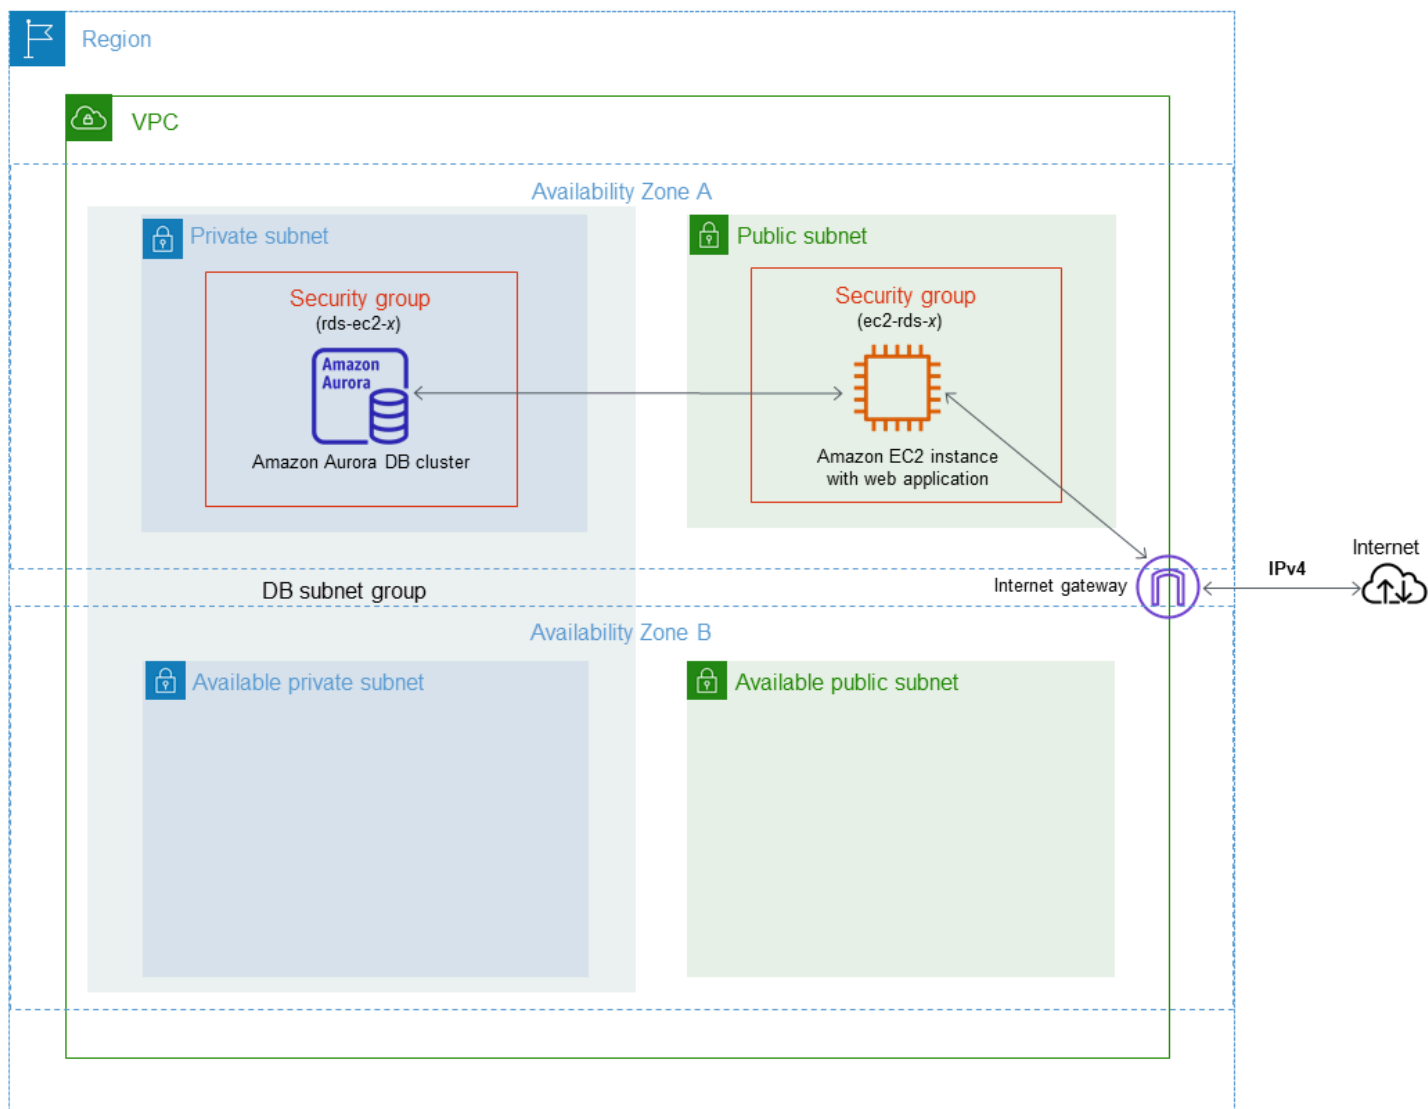 Region
VPC
Availability Zone A
Private subnet
Security group
(rds-ec2-x)
Amazon
Aurora
Amazon Aurora DB cluster
Public subnet
Security group
(ec2-rds-x)
Amazon EC2 instance
with web application
DB subnet group
Internet gateway
IPv4
Internet
Availability Zone B
Available private subnet
Available public subnet